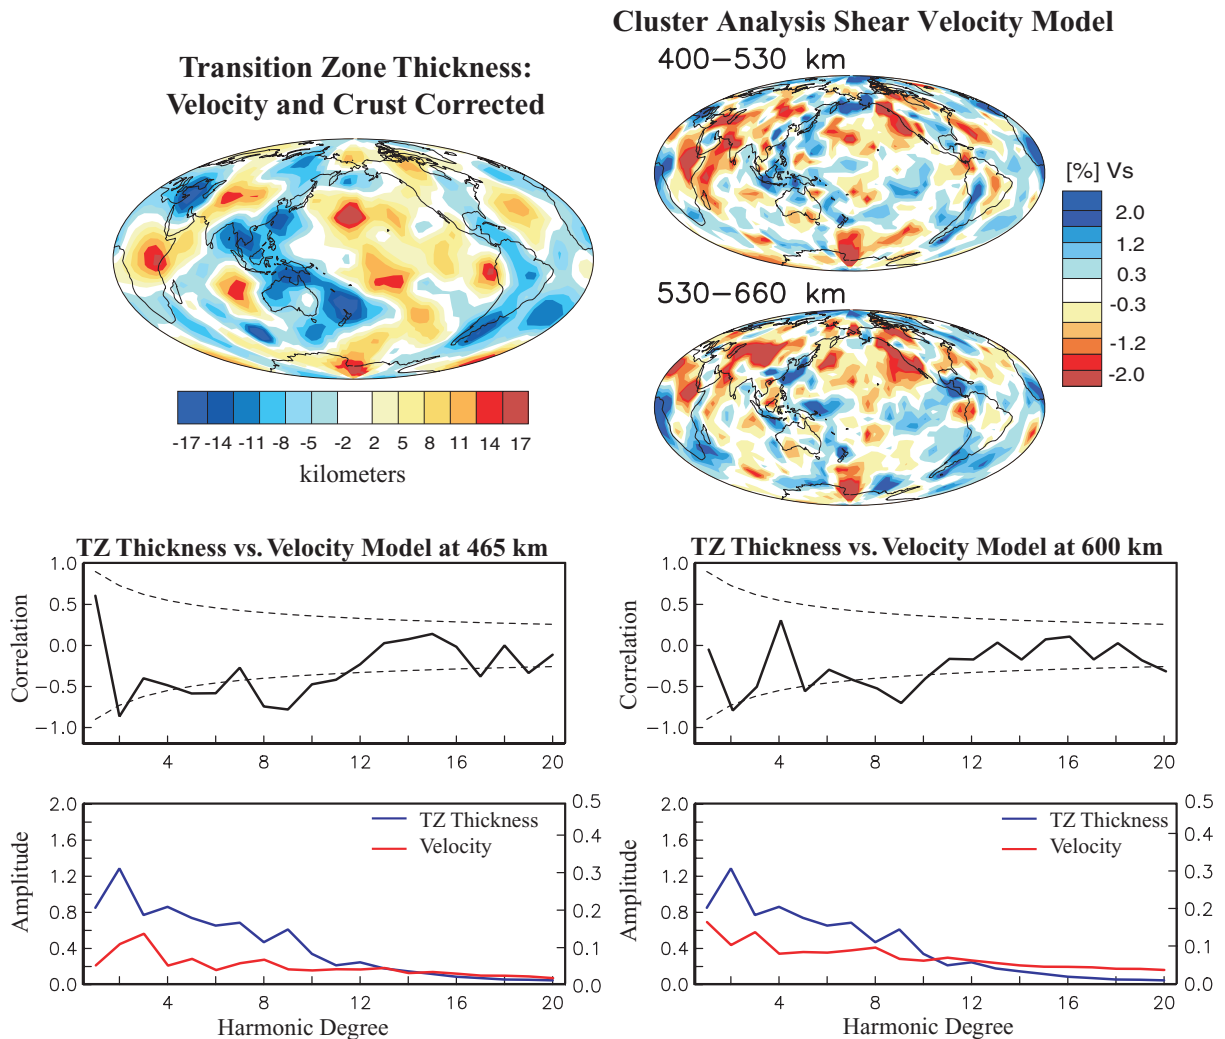 Cluster Analysis Shear Velocity Model
400–530 km
Transition Zone Thickness:
Velocity and Crust Corrected
[%] Vs
2.0
1.2
0.3
-0.3
-1.2
-2.0
530–660 km
-17 -14 -11 -8 -5 -2 2 5 8 11 14 17
kilometers
TZ Thickness vs. Velocity Model at 465 km
Correlation
1.0
0.5
0.0
−0.5
−1.0
4 8 12 16 20
TZ Thickness vs. Velocity Model at 600 km
Correlation
1.0
0.5
0.0
−0.5
−1.0
4 8 12 16 20
Amplitude
2.0
1.6
1.2
0.8
0.4
0.0
TZ Thickness
Velocity
0.5
0.4
0.3
0.2
0.1
0.0
4 8 12 16 20
Harmonic Degree
Amplitude
2.0
1.6
1.2
0.8
0.4
0.0
TZ Thickness
Velocity
0.5
0.4
0.3
0.2
0.1
0.0
4 8 12 16 20
Harmonic Degree